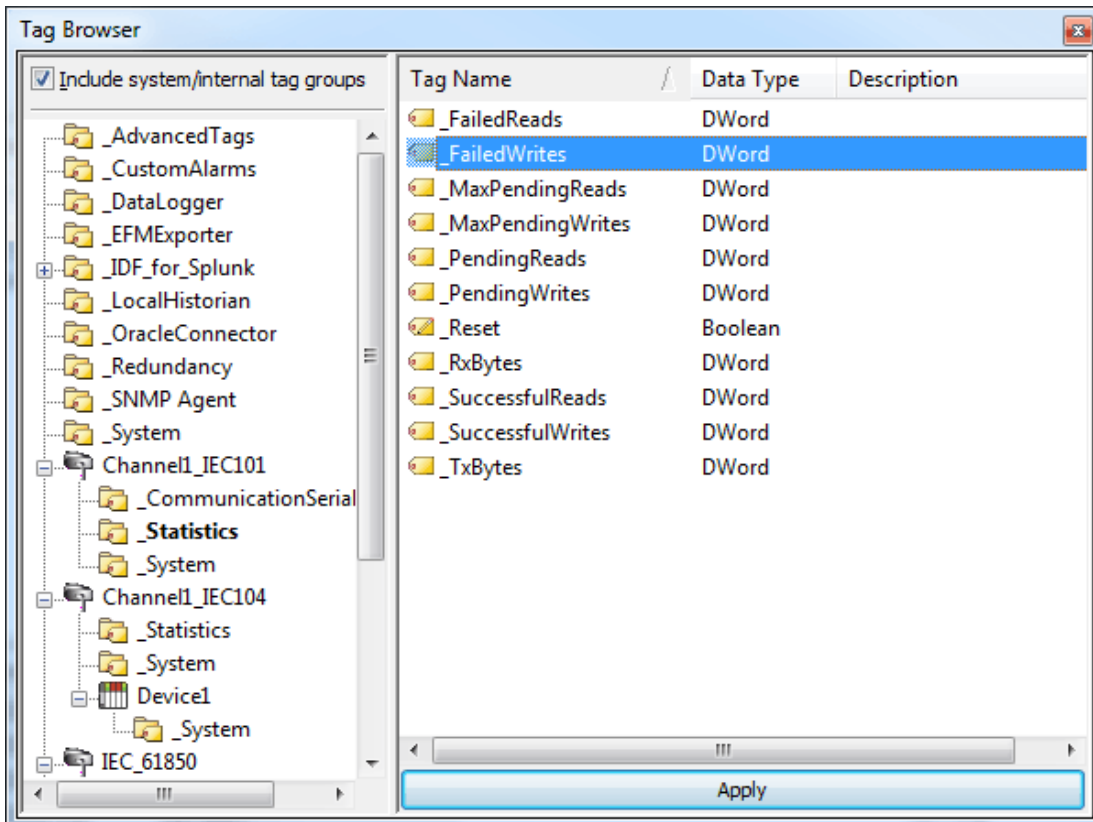 Tag Browser
Include system/internal tag groups
_AdvancedTags
_CustomAlarms
_DataLogger
_EFMExporter
_IDF_for_Splunk
_LocalHistorian
_OracleConnector
_Redundancy
_SNMP Agent
_System
Channel1_IEC101
_CommunicationSerial
_Statistics
_System
Channel1_IEC104
_Statistics
_System
Device1
_System
IEC_61850
Tag Name Data Type Description
_FailedReads DWord
_FailedWrites DWord
_MaxPendingReads DWord
_MaxPendingWrites DWord
_PendingReads DWord
_PendingWrites DWord
_Reset Boolean
_RxBytes DWord
_SuccessfulReads DWord
_SuccessfulWrites DWord
_TxBytes DWord
Apply